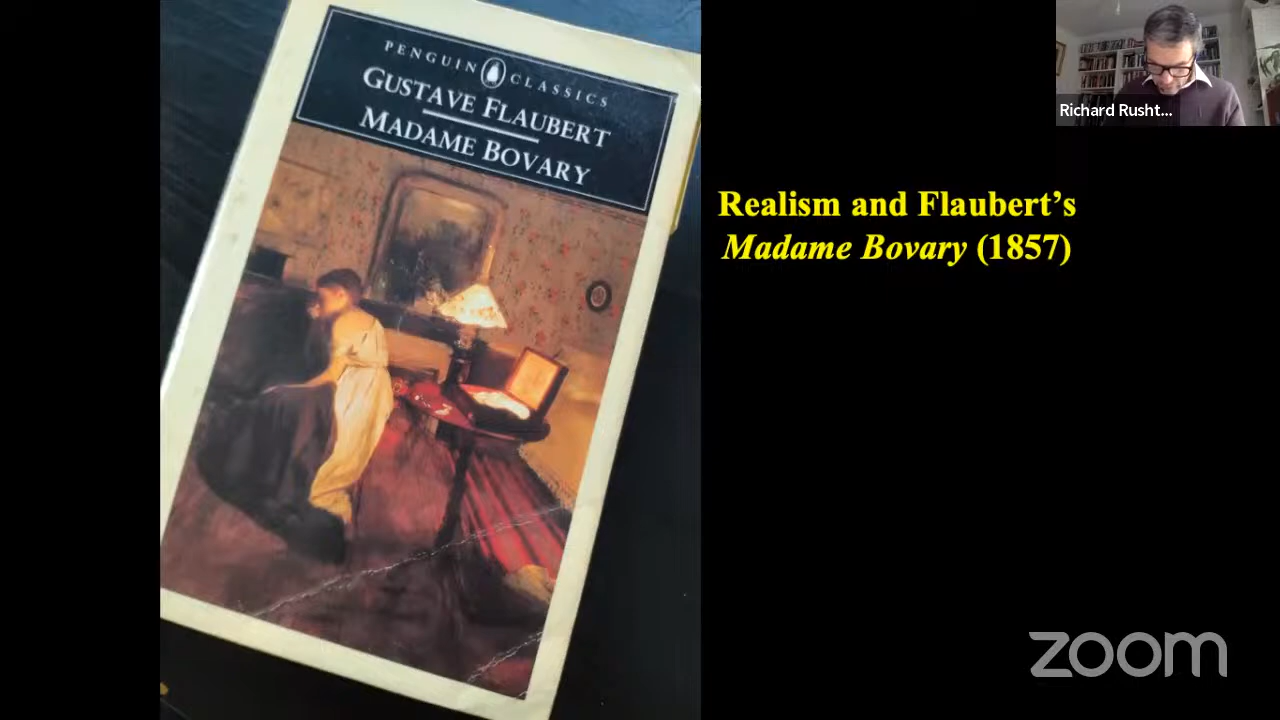 PENGUIN CLASSICS
GUSTAVE FLAUBERT
MADAME BOVARY
Richard Rusht...
Realism and Flaubert’s
Madame Bovary (1857)
zoom